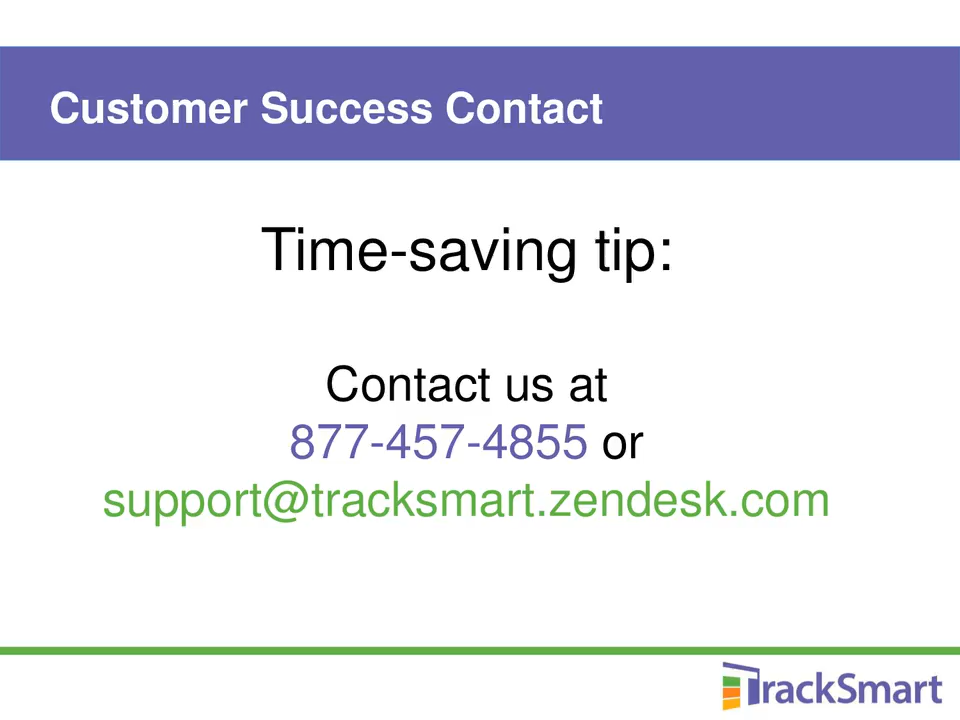 Customer Success Contact
Time-saving tip:
Contact us at
877-457-4855 or
support@tracksmart.zendesk.com
TrackSmart